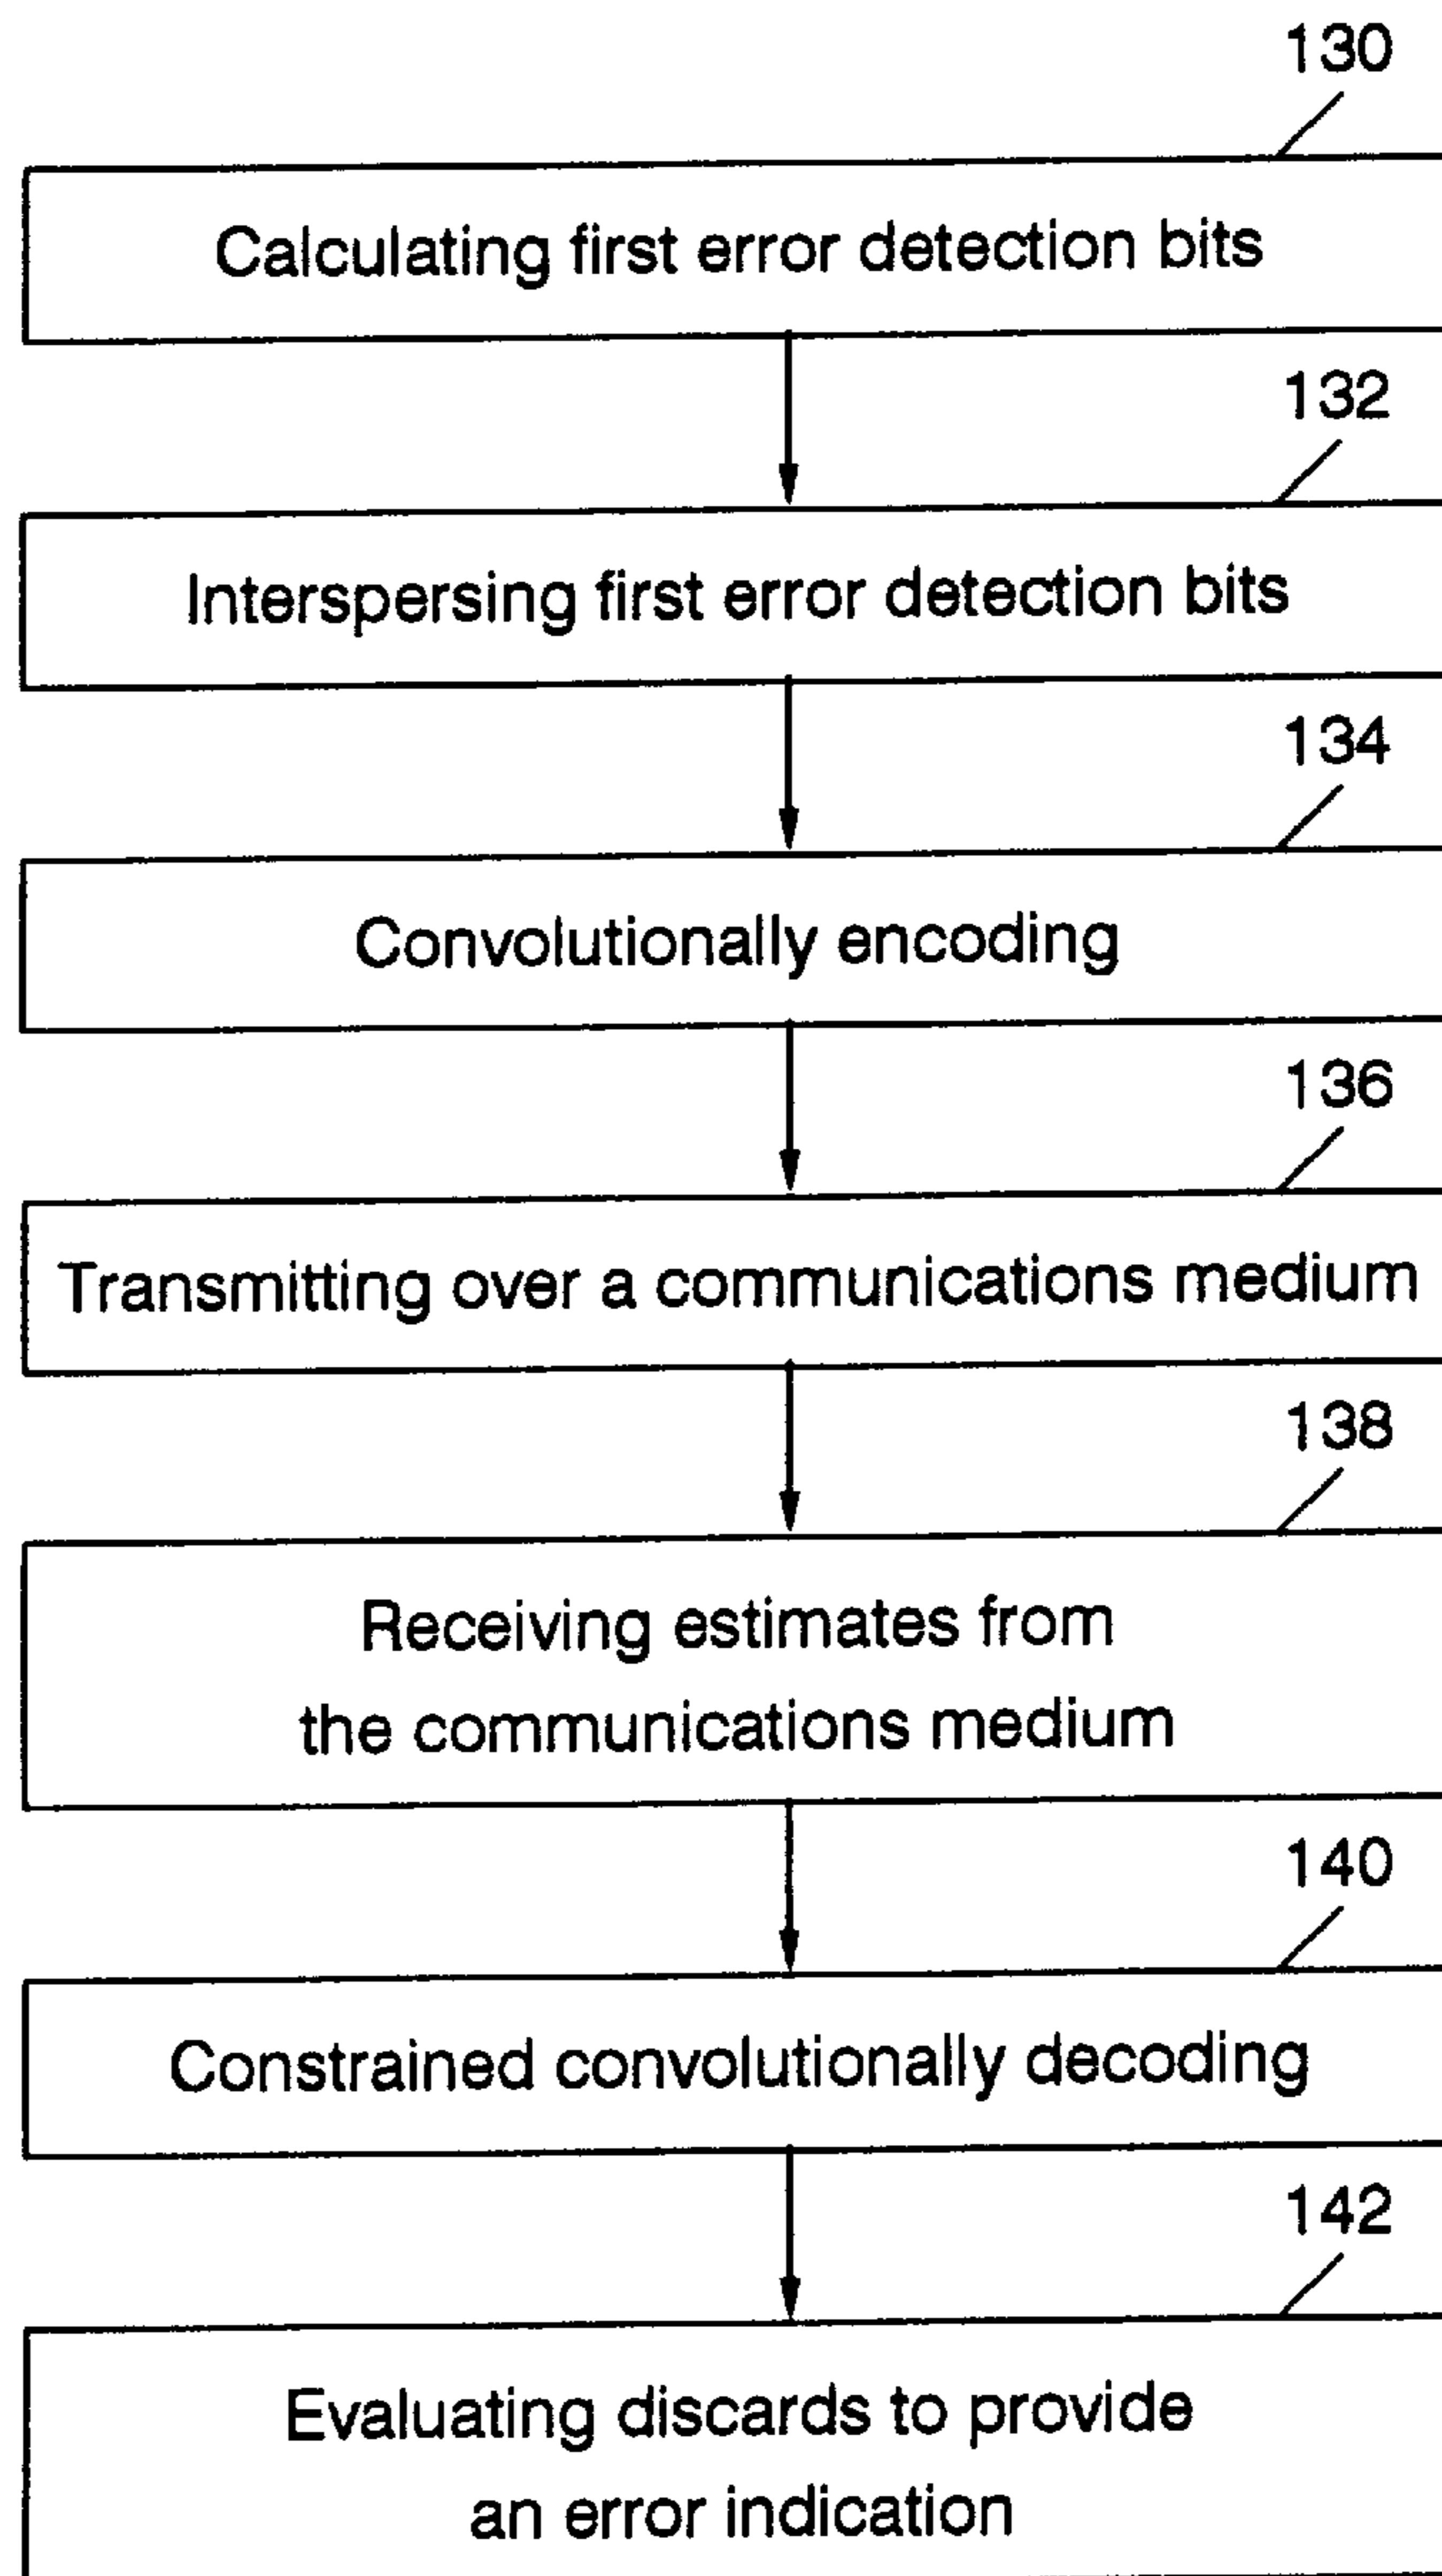 130
Calculating first error detection bits
132
Interspersing first error detection bits
134
Convolutionally encoding
136
Transmitting over a communications medium
138
Receiving estimates from
the communications medium
140
Constrained convolutionally decoding
142
Evaluating discards to provide
an error indication